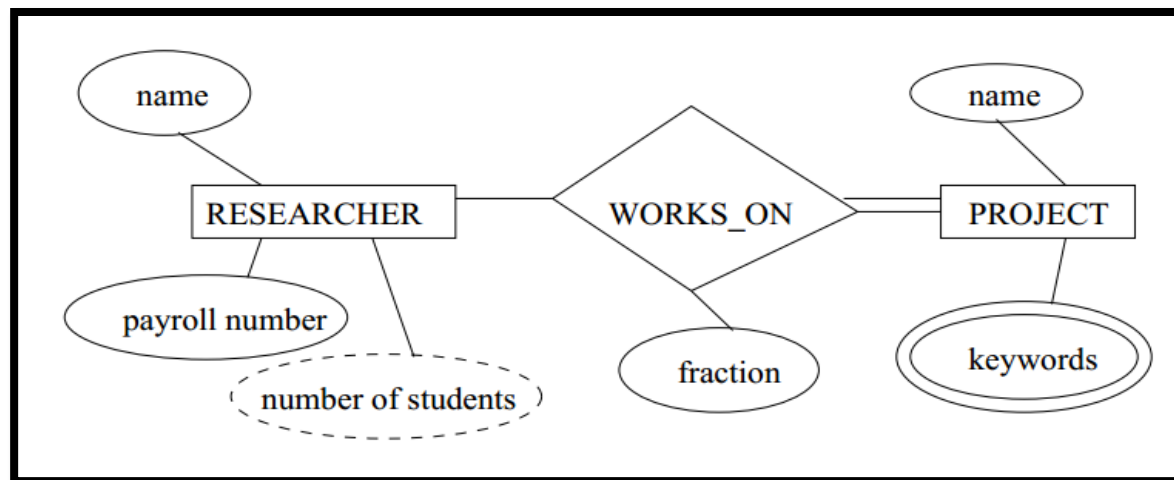 name
name
RESEARCHER
WORKS_ON
PROJECT
payroll number
number of students
fraction
keywords